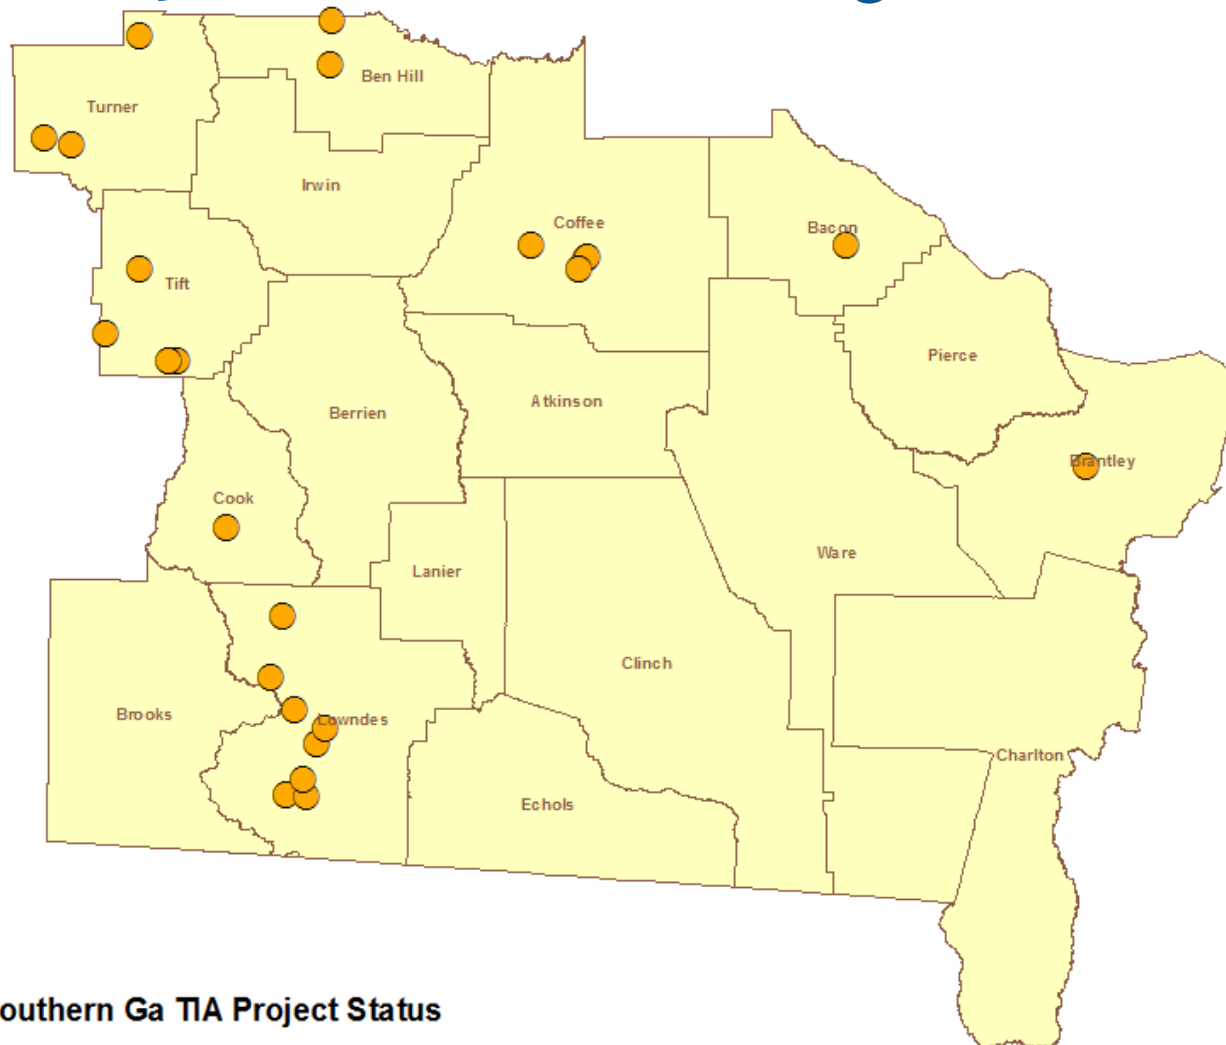 Ben Hill
Turner
Irwin
Coffee
Bacon
Tift
Pierce
Atkinson
Berrien
Brantley
Cook
Ware
Lanier
Clinch
Brooks
Lowndes
Charlton
Echols
outhern Ga TIA Project Status